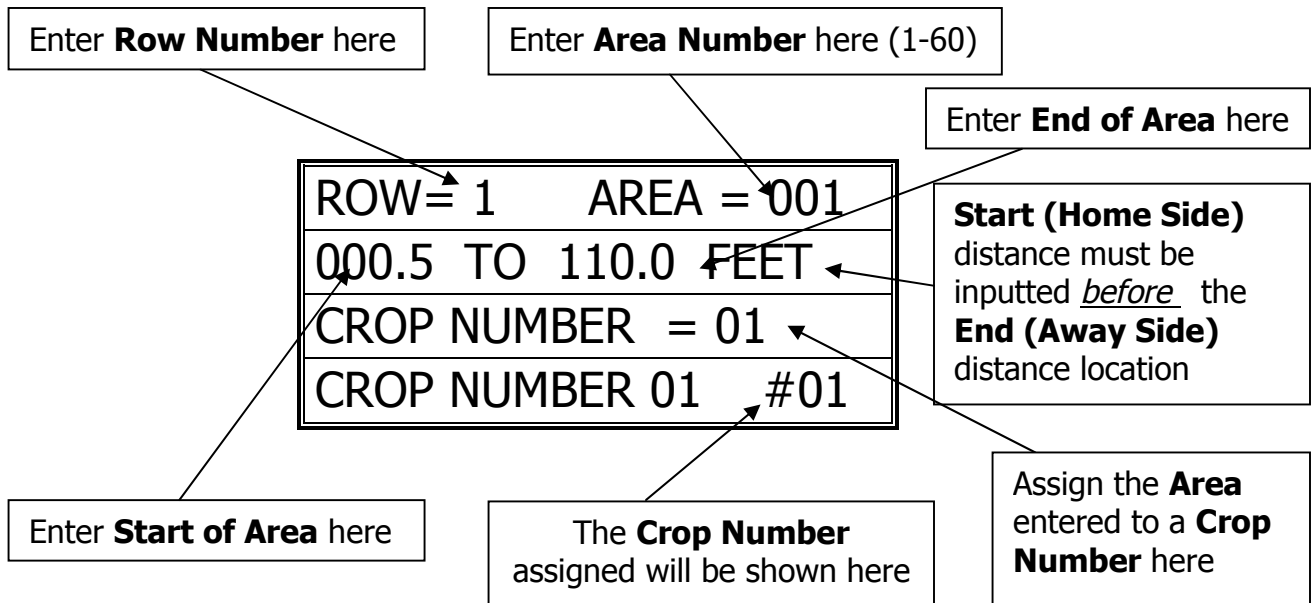 Enter Row Number here
Enter Area Number here (1-60)
Enter End of Area here
ROW= 1 AREA = 001
000.5 TO 110.0 FEET
CROP NUMBER = 01
CROP NUMBER 01 #01
Start (Home Side)
distance must be
inputted before the
End (Away Side)
distance location
Enter Start of Area here
The Crop Number
assigned will be shown here
Assign the Area
entered to a Crop
Number here